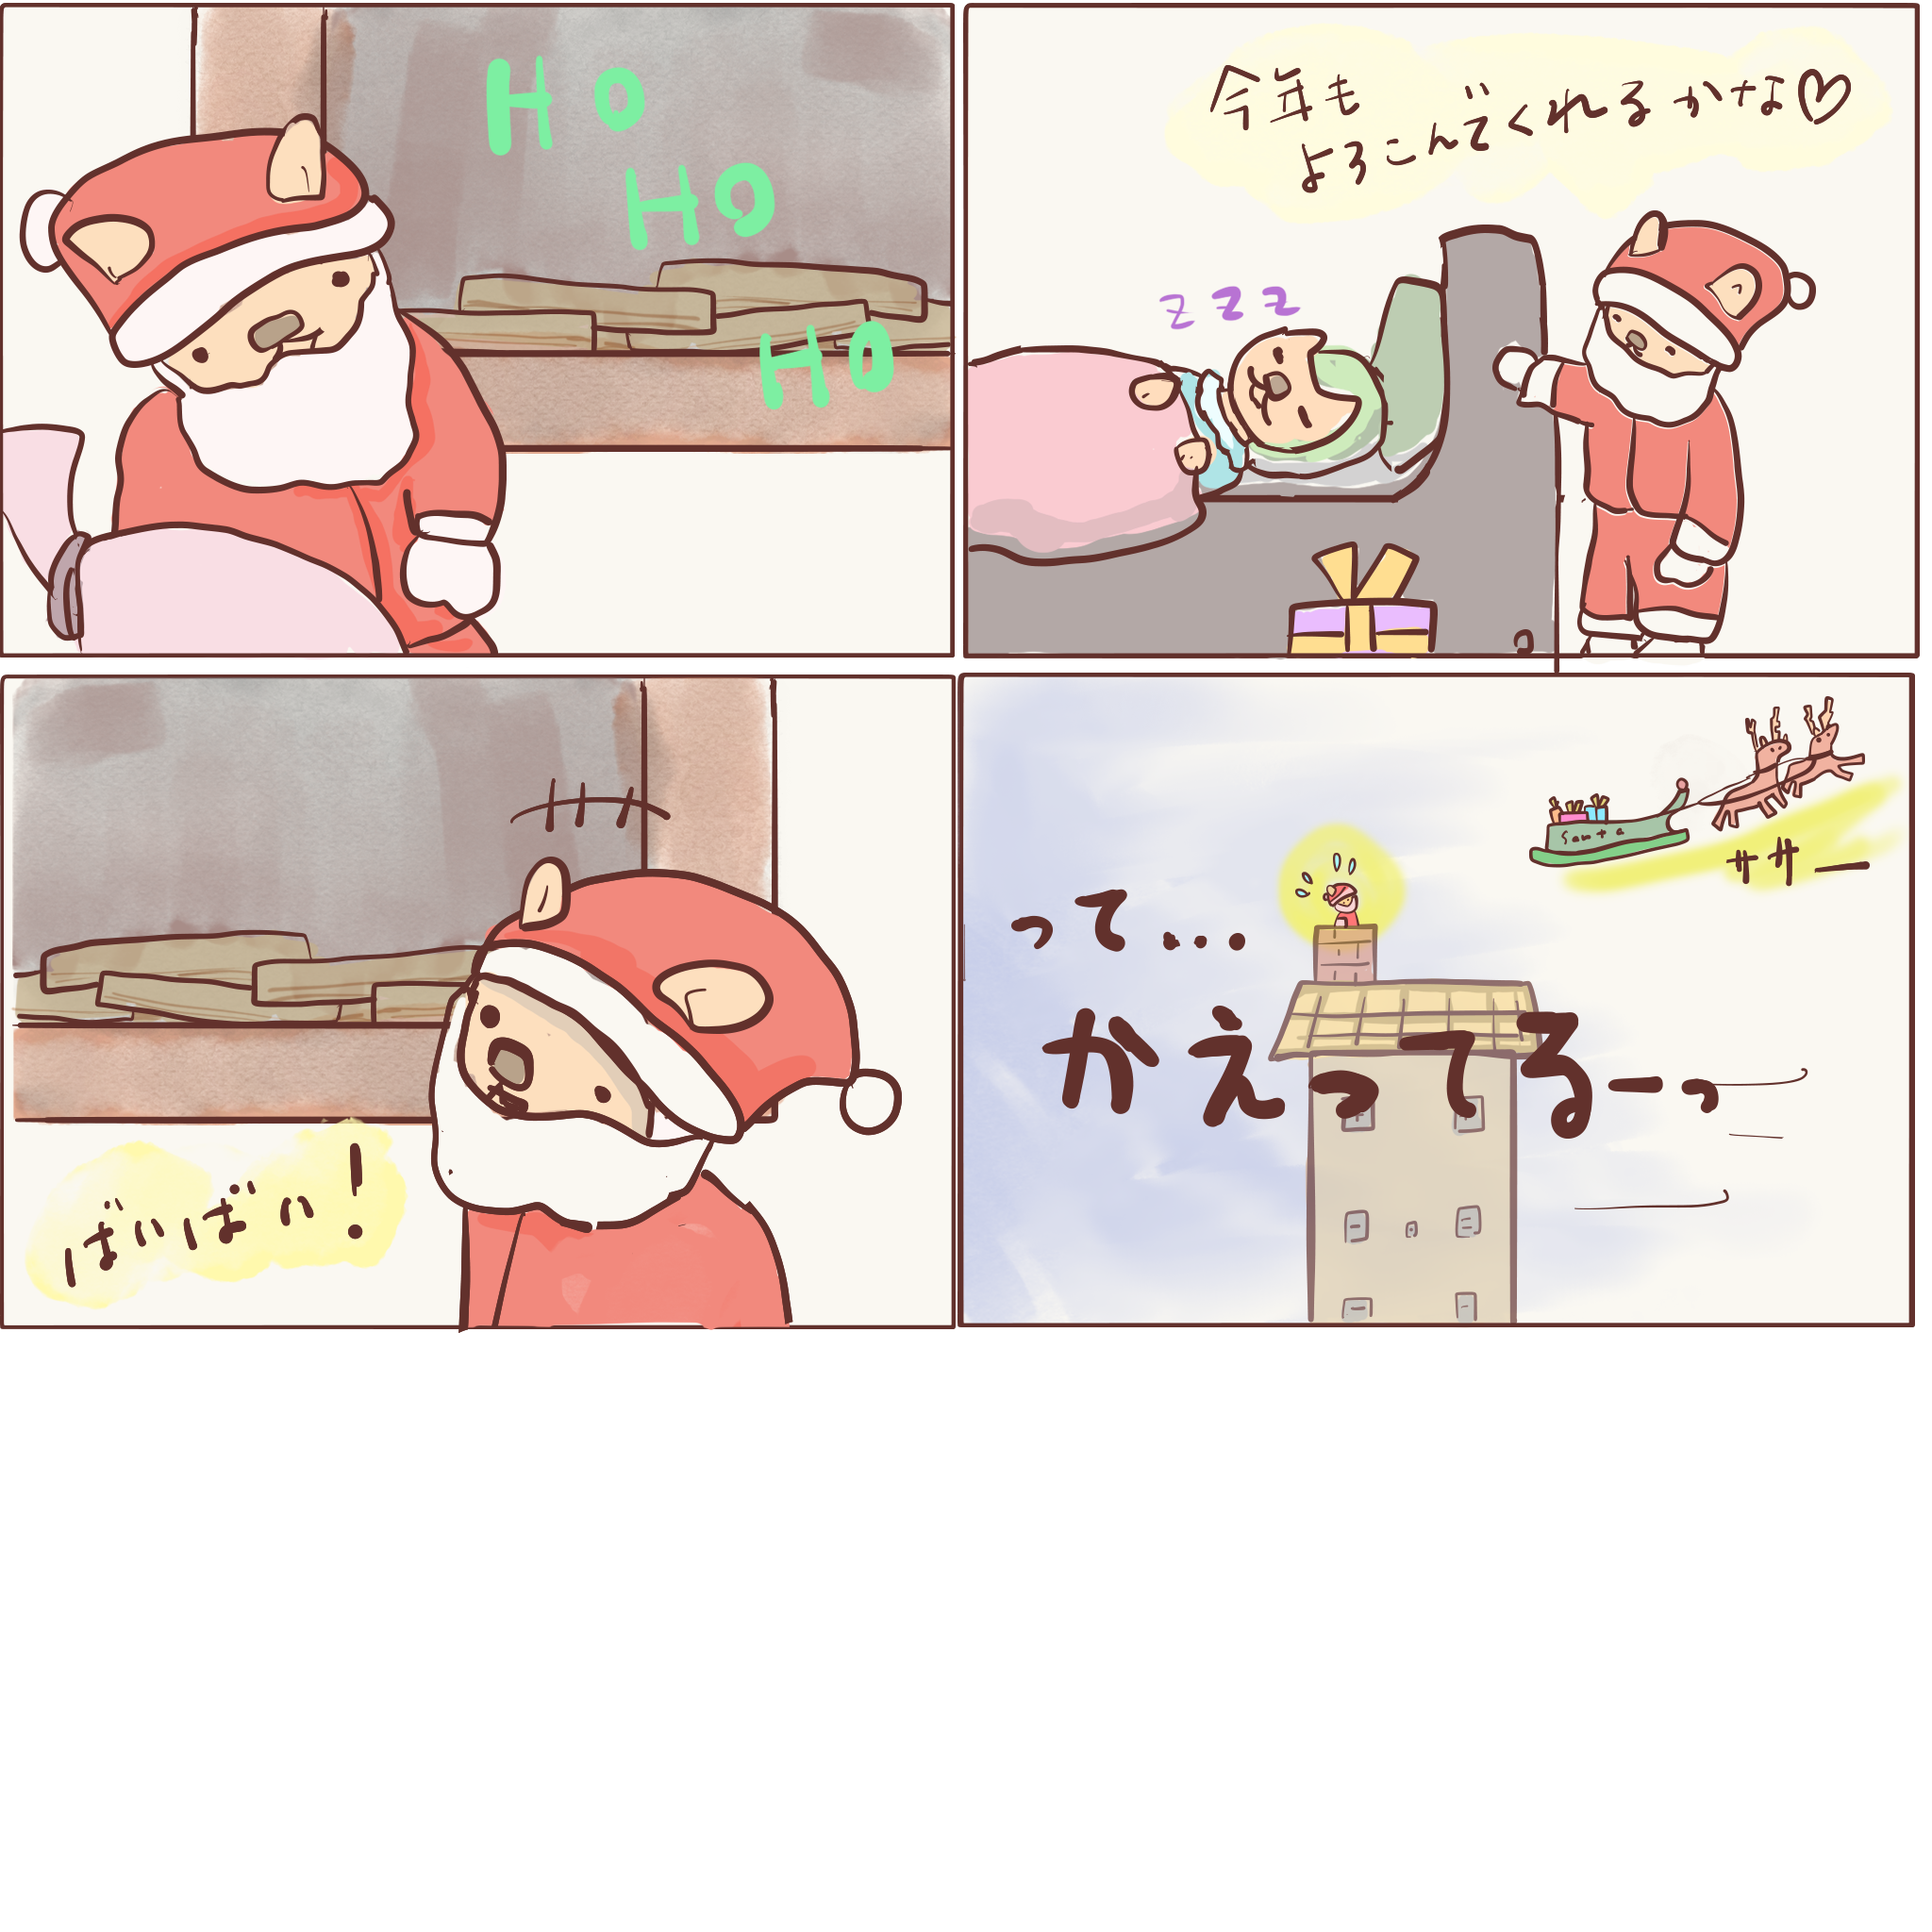 HO
HO
HO
今年も
よろこんでくれるかな♡
z z z
ばいばい!
って...
かえってるーっ
ササー
Santa